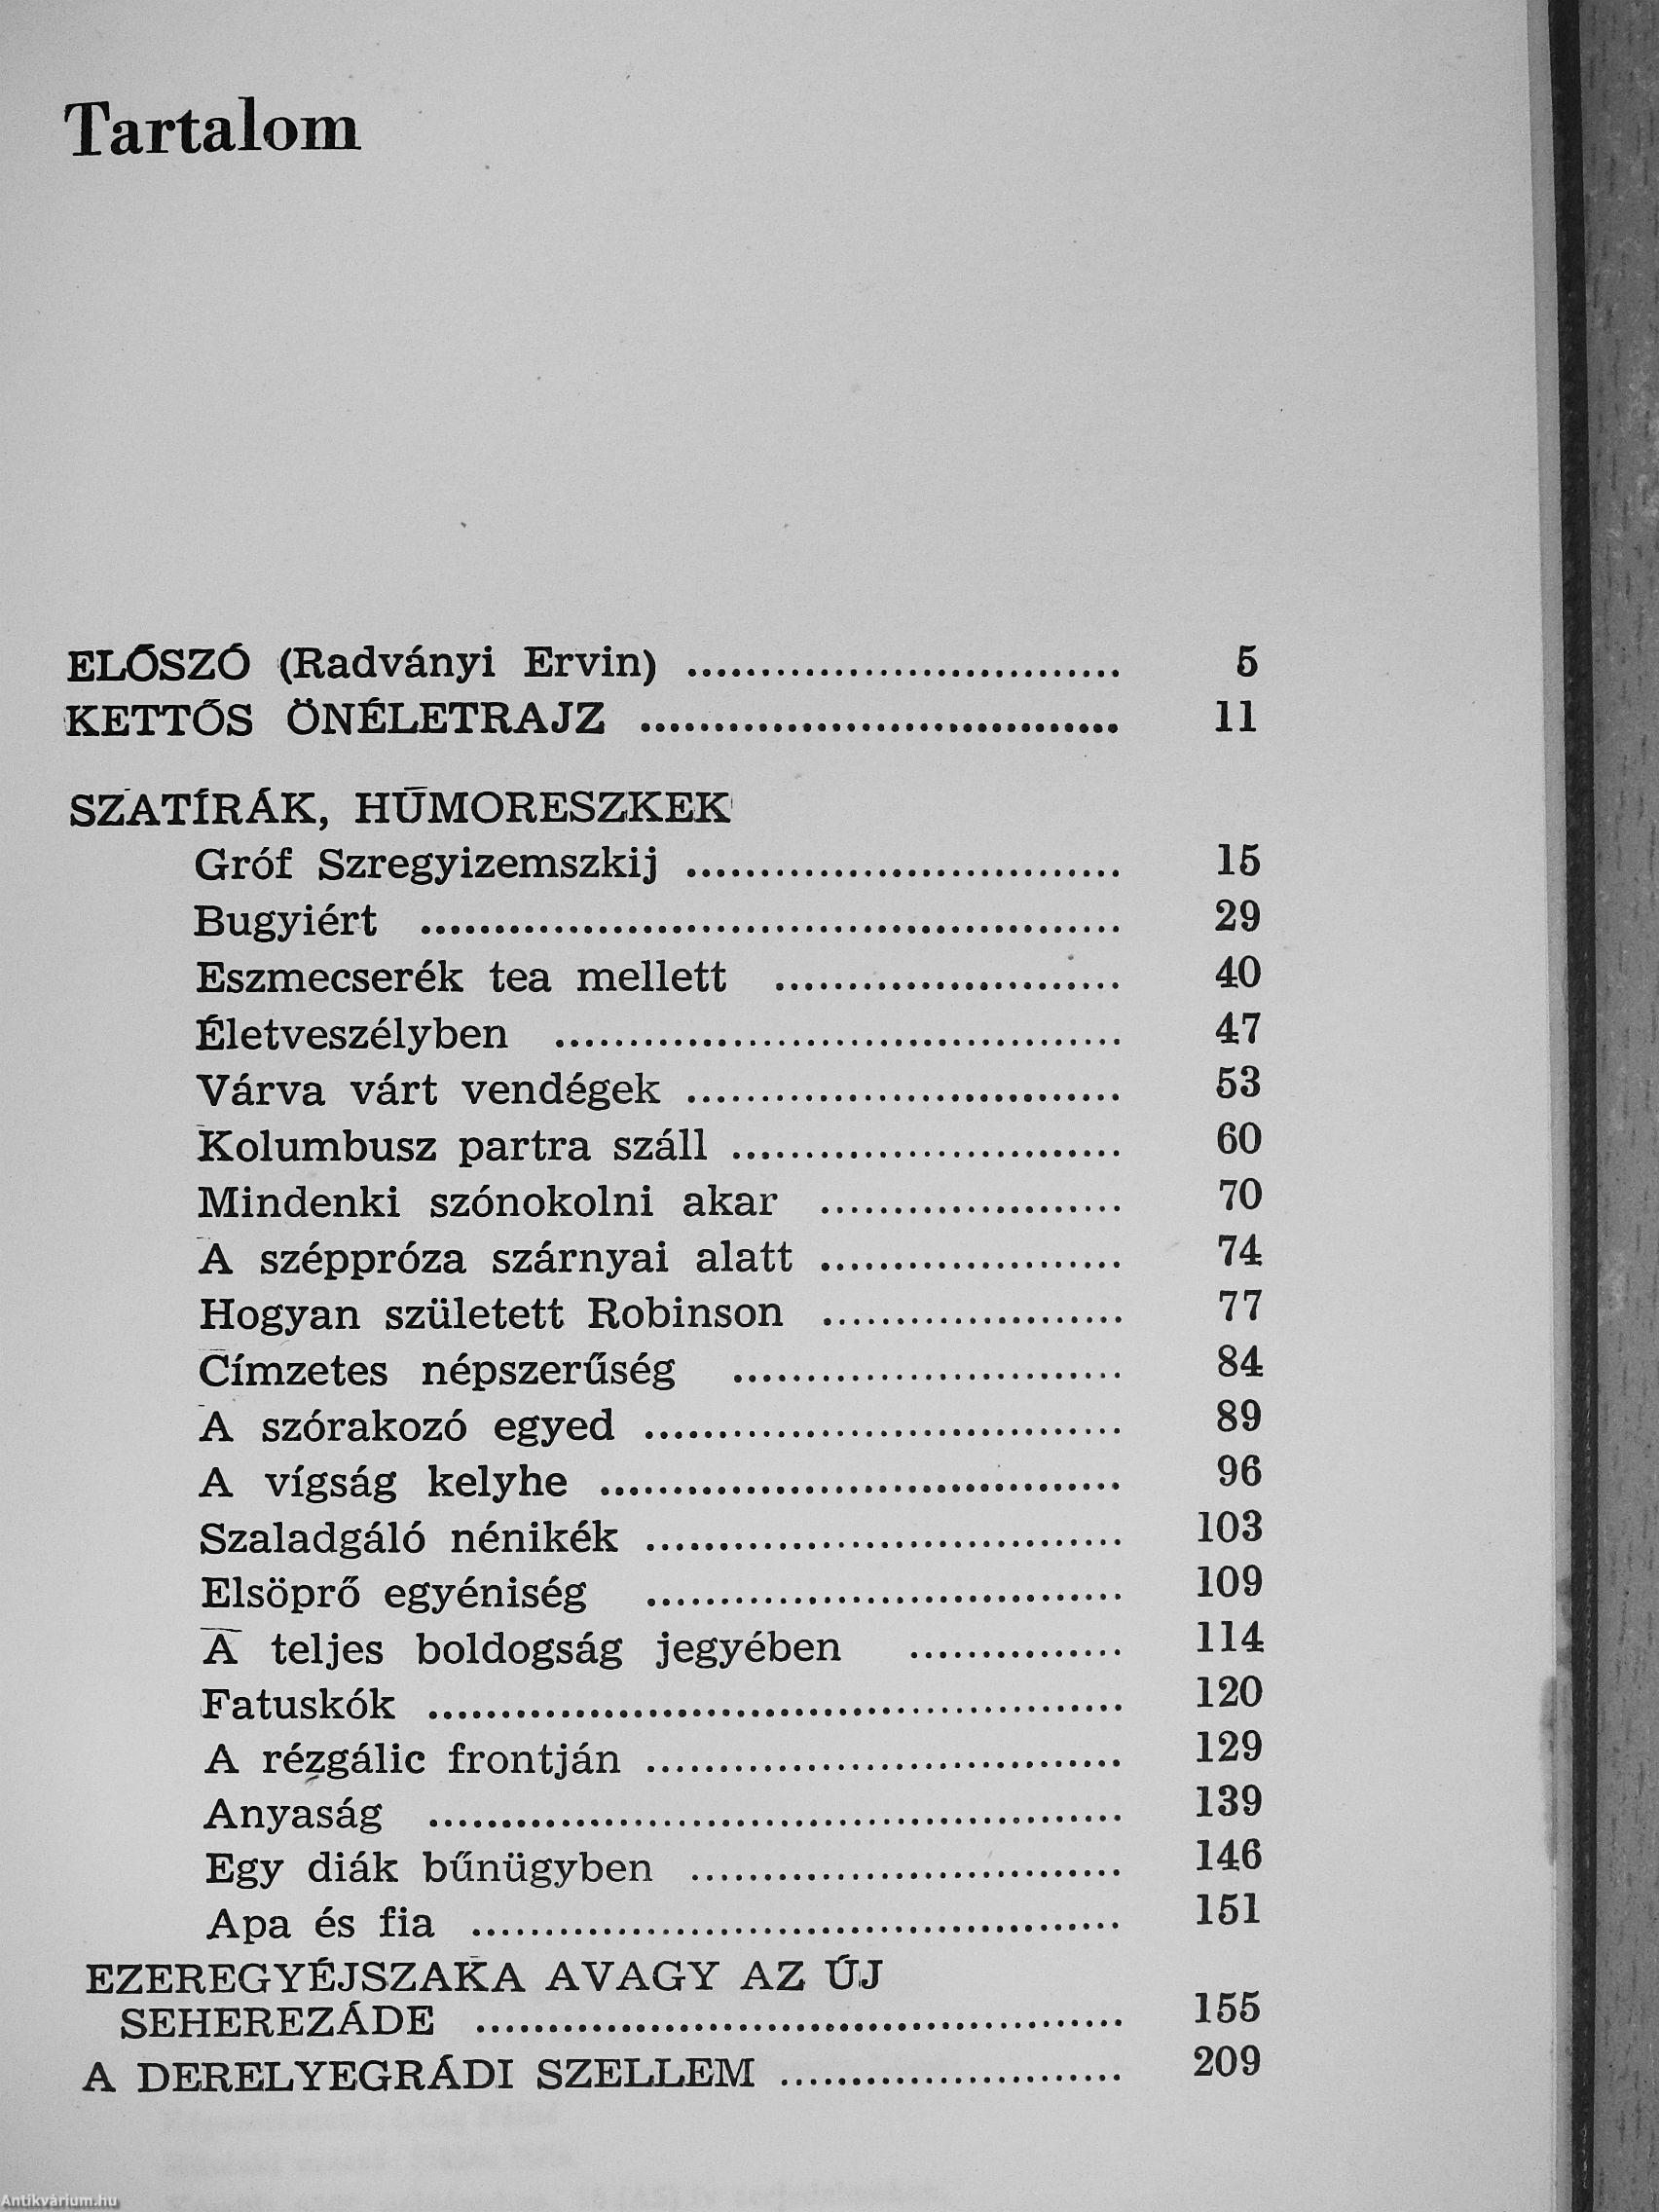 Tartalom
ELŐSZÓ (Radványi Ervin) .............................. 5
KETTŐS ÖNÉLETRAJZ ................................. 11
SZATÍRÁK, HUMORESZKEK
Gróf Szregyizemszkij .............................. 15
Bugyiért ................................................ 29
Eszmecserék tea mellett ........................ 40
Életveszélyben ....................................... 47
Várva várt vendégek .............................. 53
Kolumbusz partra száll ........................... 60
Mindenki szónokolni akar ..................... 70
A széppróza szárnyai alatt ..................... 74
Hogyan született Robinson ..................... 77
Címzetes népszerűség ........................... 84
A szórakozó egyed ................................. 89
A vígság kelyhe .................................... 96
Szaladgáló nénikék ................................. 103
Elsöprő egyéniség ................................. 109
A teljes boldogság jegyében ............... 114
Fatuskók ................................................ 120
A rézgálic frontján ................................. 129
Anyaság ................................................ 139
Egy diák bűnügyben .............................. 146
Apa és fia ............................................. 151
EZEREGYÉJSZAKA AVAGY AZ ÚJ
SEHEREZÁDE ............................................. 155
A DERELYEGRÁDI SZELLEM ........................ 209
Antikvárium.hu